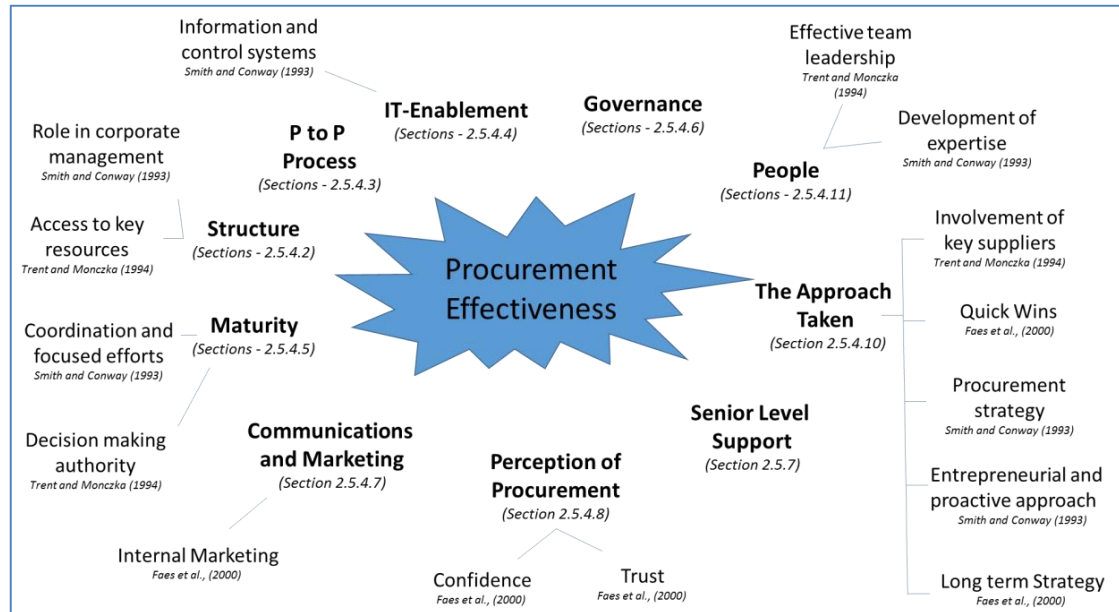 Information and
control systems
Smith and Conway (1993)
IT-Enablement
(Sections - 2.5.4.4)
Governance
(Sections - 2.5.4.6)
Effective team
leadership
Trent and Monczka
(1994)
Development of
expertise
Smith and Conway (1993)
People
(Sections - 2.5.4.11)
Role in corporate
management
Smith and Conway (1993)
P to P
Process
(Sections - 2.5.4.3)
Access to key
resources
Trent and Monczka (1994)
Structure
(Sections - 2.5.4.2)
Procurement
Effectiveness
The Approach
Taken
(Section 2.5.4.10)
Involvement of
key suppliers
Trent and Monczka (1994)
Quick Wins
Faes et al., (2000)
Procurement
strategy
Smith and Conway (1993)
Entrepreneurial and
proactive approach
Smith and Conway (1993)
Long term Strategy
Faes et al., (2000)
Coordination and
focused efforts
Smith and Conway (1993)
Maturity
(Sections - 2.5.4.5)
Decision making
authority
Trent and Monczka (1994)
Communications
and Marketing
(Section 2.5.4.7)
Internal Marketing
Faes et al., (2000)
Perception of
Procurement
(Section 2.5.4.8)
Confidence
Faes et al., (2000)
Trust
Faes et al., (2000)
Senior Level
Support
(Section 2.5.7)